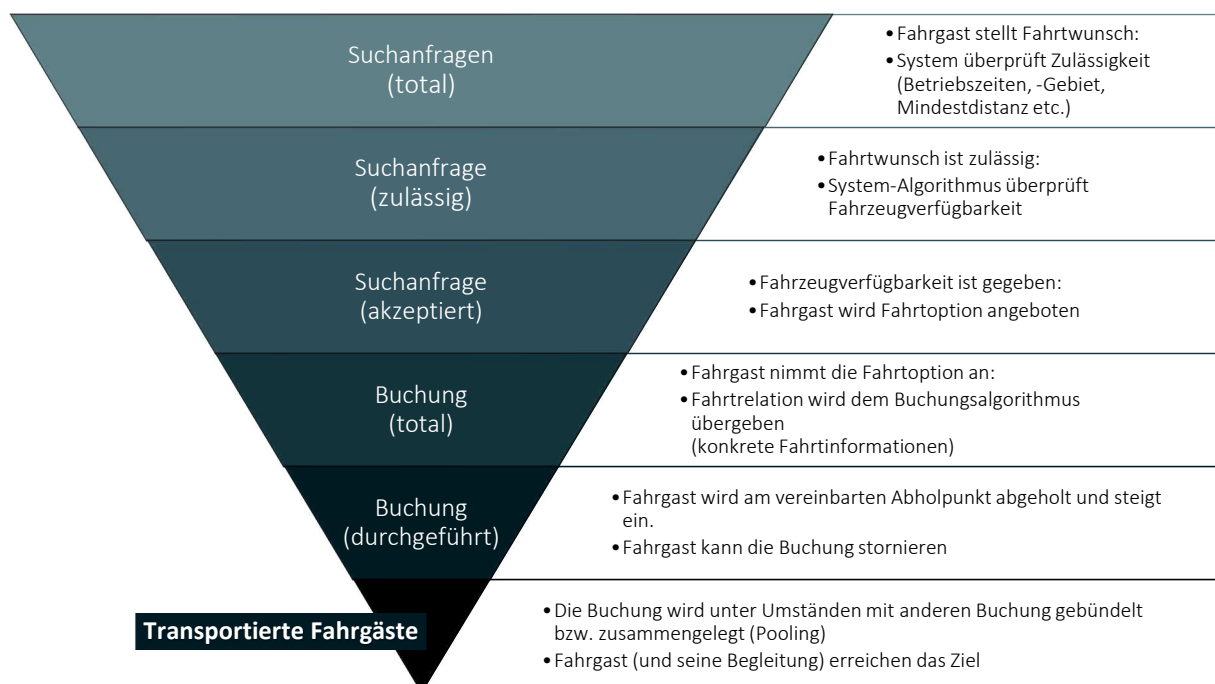 Suchanfragen
(total)
•Fahrgast stellt Fahrtwunsch:
•System überprüft Zulässigkeit
(Betriebszeiten, -Gebiet,
Mindestdistanz etc.)
Suchanfrage
(zulässig)
•Fahrtwunsch ist zulässig:
•System-Algorithmus überprüft
Fahrzeugverfügbarkeit
Suchanfrage
(akzeptiert)
•Fahrzeugverfügbarkeit ist gegeben:
•Fahrgast wird Fahrtoption angeboten
Buchung
(total)
•Fahrgast nimmt die Fahrtoption an:
•Fahrtrelation wird dem Buchungsalgorithmus
übergeben
(konkrete Fahrtinformationen)
Buchung
(durchgeführt)
•Fahrgast wird am vereinbarten Abholpunkt abgeholt und steigt
ein.
•Fahrgast kann die Buchung stornieren
Transportierte Fahrgäste
•Die Buchung wird unter Umständen mit anderen Buchung gebündelt
bzw. zusammengelegt (Pooling)
•Fahrgast (und seine Begleitung) erreichen das Ziel